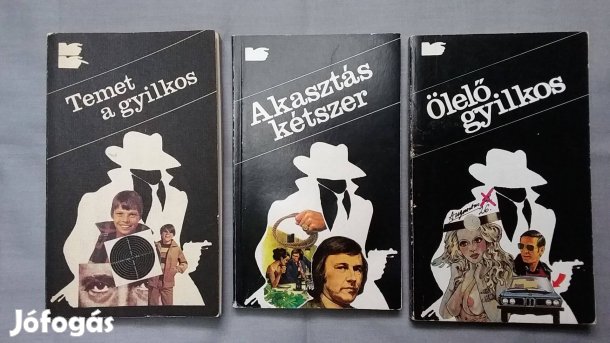 Temet
a gyilkos
Akasztás
kétszer
Ölelő
gyilkos
Jófogás